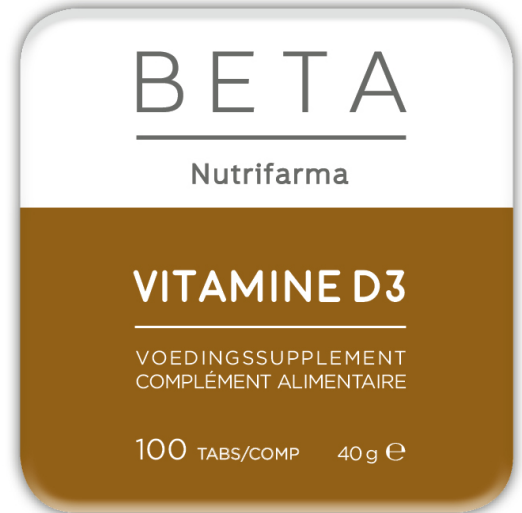 BETA
Nutrifarma
VITAMINE D3
VOEDINGSSUPPLEMENT
COMPLÉMENT ALIMENTAIRE
100 TABS/COMP 40 g ℮